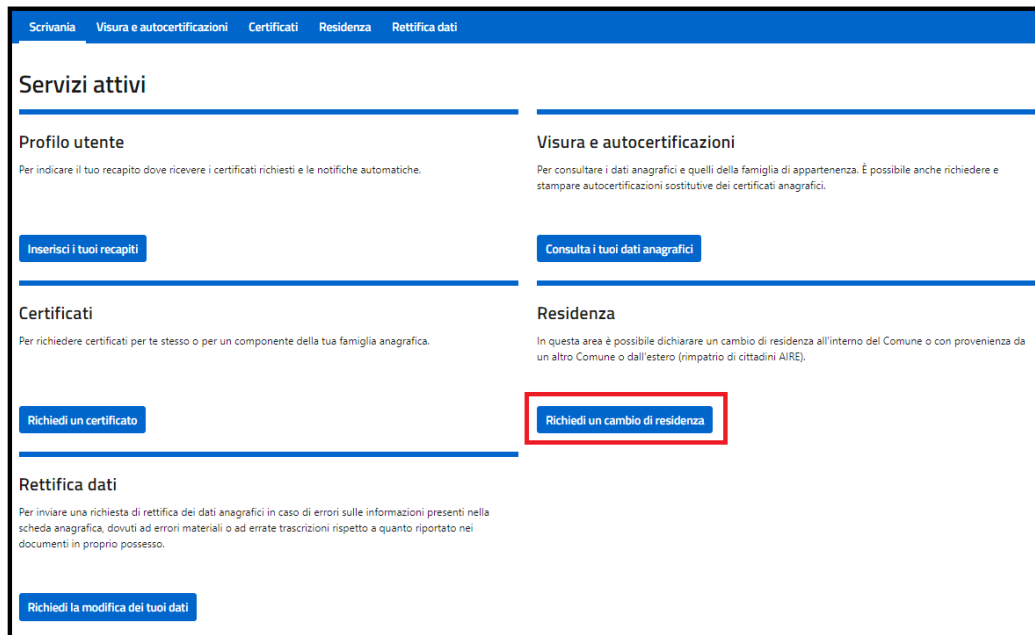 Scrivania Visura e autocertificazioni Certificati Residenza Rettifica dati
Servizi attivi
Profilo utente
Per indicare il tuo recapito dove ricevere i certificati richiesti e le notifiche automatiche.
Inserisci i tuoi recapiti
Visura e autocertificazioni
Per consultare i dati anagrafici e quelli della famiglia di appartenenza. È possibile anche richiedere e
stampare autocertificazioni sostitutive dei certificati anagrafici.
Consulta i tuoi dati anagrafici
Certificati
Per richiedere certificati per te stesso o per un componente della tua famiglia anagrafica.
Richiedi un certificato
Residenza
In questa area è possibile dichiarare un cambio di residenza all'interno del Comune o con provenienza da
un altro Comune o dall'estero (rimpatrio di cittadini AIRE).
Richiedi un cambio di residenza
Rettifica dati
Per inviare una richiesta di rettifica dei dati anagrafici in caso di errori sulle informazioni presenti nella
scheda anagrafica, dovuti ad errori materiali o ad errate trascrizioni rispetto a quanto riportato nei
documenti in proprio possesso.
Richiedi la modifica dei tuoi dati